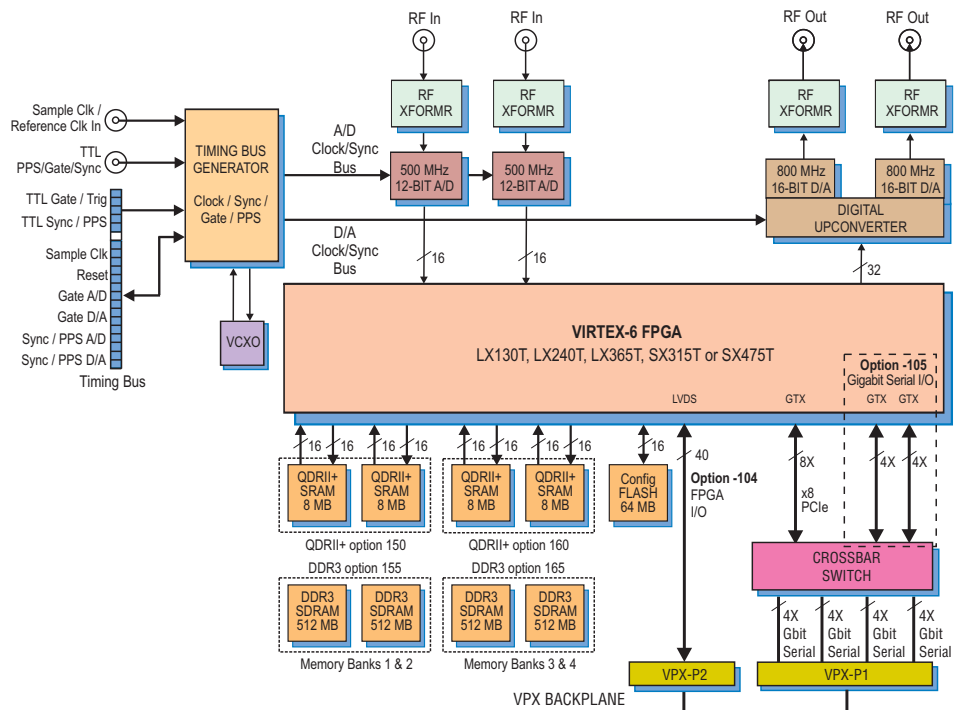 RF In
RF In
RF Out
RF Out
Sample Clk /
Reference Clk In
TTL
PPS/Gate/Sync
TTL Gate / Trig
TTL Sync / PPS
Sample Clk
Reset
Gate A/D
Gate D/A
Sync / PPS A/D
Sync / PPS D/A
Timing Bus
TIMING BUS
GENERATOR
Clock / Sync /
Gate / PPS
VCXO
A/D
Clock/Sync
Bus
D/A
Clock/Sync
Bus
RF
XFORMR
RF
XFORMR
500 MHz
12-BIT A/D
500 MHz
12-BIT A/D
16
16
RF
XFORMR
RF
XFORMR
800 MHz
16-BIT D/A
800 MHz
16-BIT D/A
DIGITAL
UPCONVERTER
32
VIRTEX-6 FPGA
LX130T, LX240T, LX365T, SX315T or SX475T
LVDS
GTX
Option -105
Gigabit Serial I/O
GTX
GTX
16
16
16
16
16
16
16
16
16
40
8X
4X
4X
QDRII+
SRAM
8 MB
QDRII+
SRAM
8 MB
QDRII+
SRAM
8 MB
QDRII+
SRAM
8 MB
Config
FLASH
64 MB
Option -104
FPGA
I/O
x8
PCIe
QDRII+ option 150
QDRII+ option 160
DDR3 option 155
DDR3 option 165
DDR3
SDRAM
512 MB
DDR3
SDRAM
512 MB
DDR3
SDRAM
512 MB
DDR3
SDRAM
512 MB
Memory Banks 1 & 2
Memory Banks 3 & 4
CROSSBAR
SWITCH
4X
Gbit
Serial
4X
Gbit
Serial
4X
Gbit
Serial
4X
Gbit
Serial
VPX-P2
VPX-P1
VPX BACKPLANE